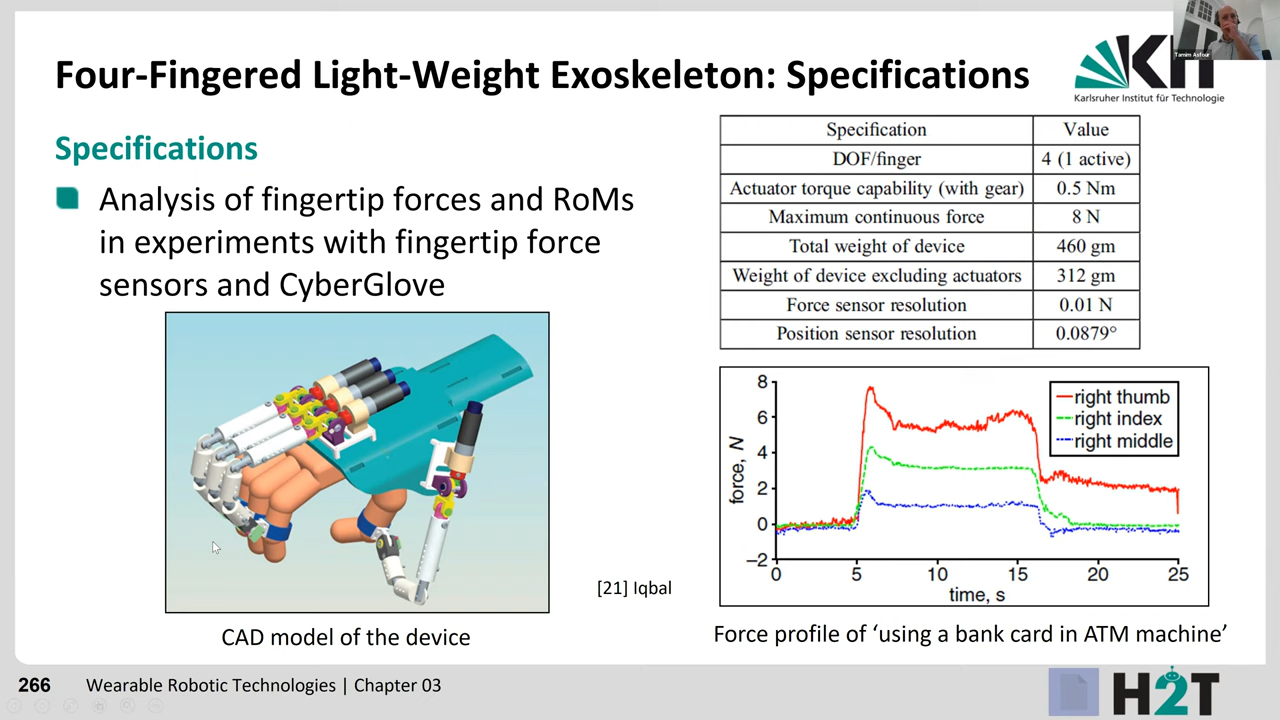 Four-Fingered Light-Weight Exoskeleton: Specifications
KIT
Karlsruher Institut für Technologie
Tamim Asfour
Specifications
Analysis of fingertip forces and RoMs
in experiments with fingertip force
sensors and CyberGlove
Specification Value
DOF/finger 4 (1 active)
Actuator torque capability (with gear) 0.5 Nm
Maximum continuous force 8 N
Total weight of device 460 gm
Weight of device excluding actuators 312 gm
Force sensor resolution 0.01 N
Position sensor resolution 0.0879°
[21] Iqbal
CAD model of the device
8
6
4
2
0
−2
force, N
right thumb
right index
right middle
0 5 10 15 20 25
time, s
Force profile of ‘using a bank card in ATM machine’
266 Wearable Robotic Technologies | Chapter 03
H2T